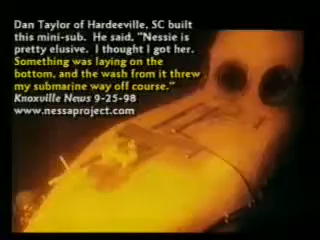 Dan Taylor of Hardeeville, SC built
this mini-sub. He said, "Nessie is
pretty elusive. I thought I got her.
Something was laying on the
bottom, and the wash from it threw
my submarine way off course."
Knoxville News 9-25-98
www.nessaproject.com